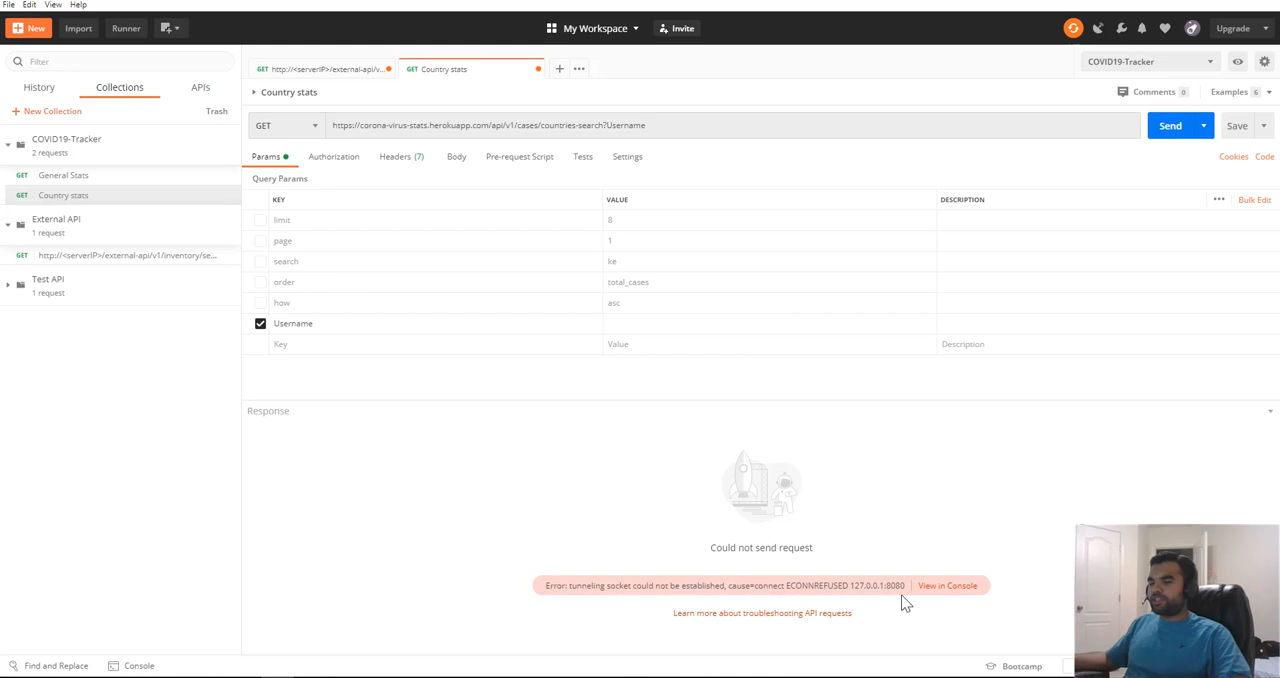 File Edit View Help
New Import Runner My Workspace Invite Upgrade
Filter
GET http://<serverIP>/external-api/v... GET Country stats COVID19-Tracker
History Collections APIs
Country stats Comments 0 Examples 6
New Collection Trash
GET https://corona-virus-stats.herokuapp.com/api/v1/cases/countries-search?Username Send Save
COVID19-Tracker
2 requests
Params Authorization Headers (7) Body Pre-request Script Tests Settings Cookies Code
GET General Stats
Query Params
GET Country stats
KEY VALUE DESCRIPTION Bulk Edit
External API
1 request
limit 8
page 1
GET http://<serverIP>/external-api/v1/inventory/se...
search ke
Test API
1 request
order total_cases
how asc
Username
Key Value Description
Response
Could not send request
Error: tunneling socket could not be established, cause=connect ECONNREFUSED 127.0.0.1:8080 View in Console
Learn more about troubleshooting API requests
Find and Replace Console Bootcamp